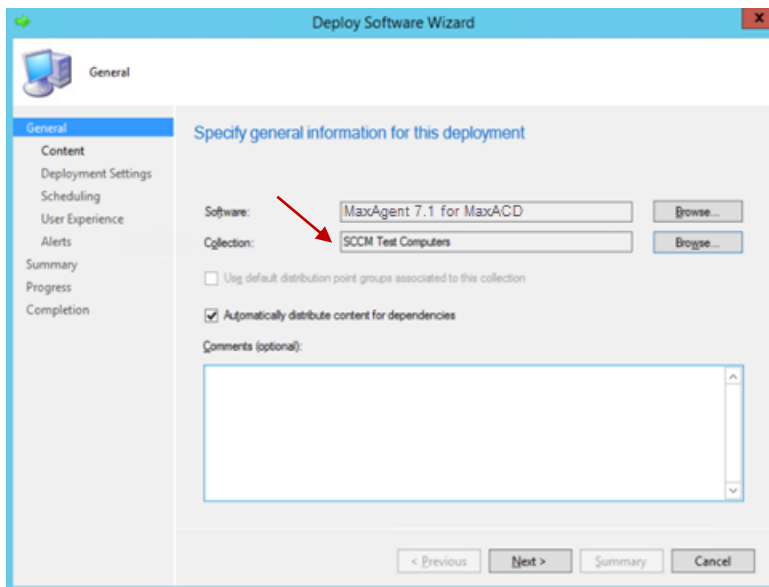 Deploy Software Wizard
x
General
General
Content
Deployment Settings
Scheduling
User Experience
Alerts
Summary
Progress
Completion
Specify general information for this deployment
Software:
MaxAgent 7.1 for MaxACD
Browse...
Collection:
SCCM Test Computers
Browse...
Use default distribution point groups associated to this collection
Automatically distribute content for dependencies
Comments (optional):
< Previous
Next >
Summary
Cancel